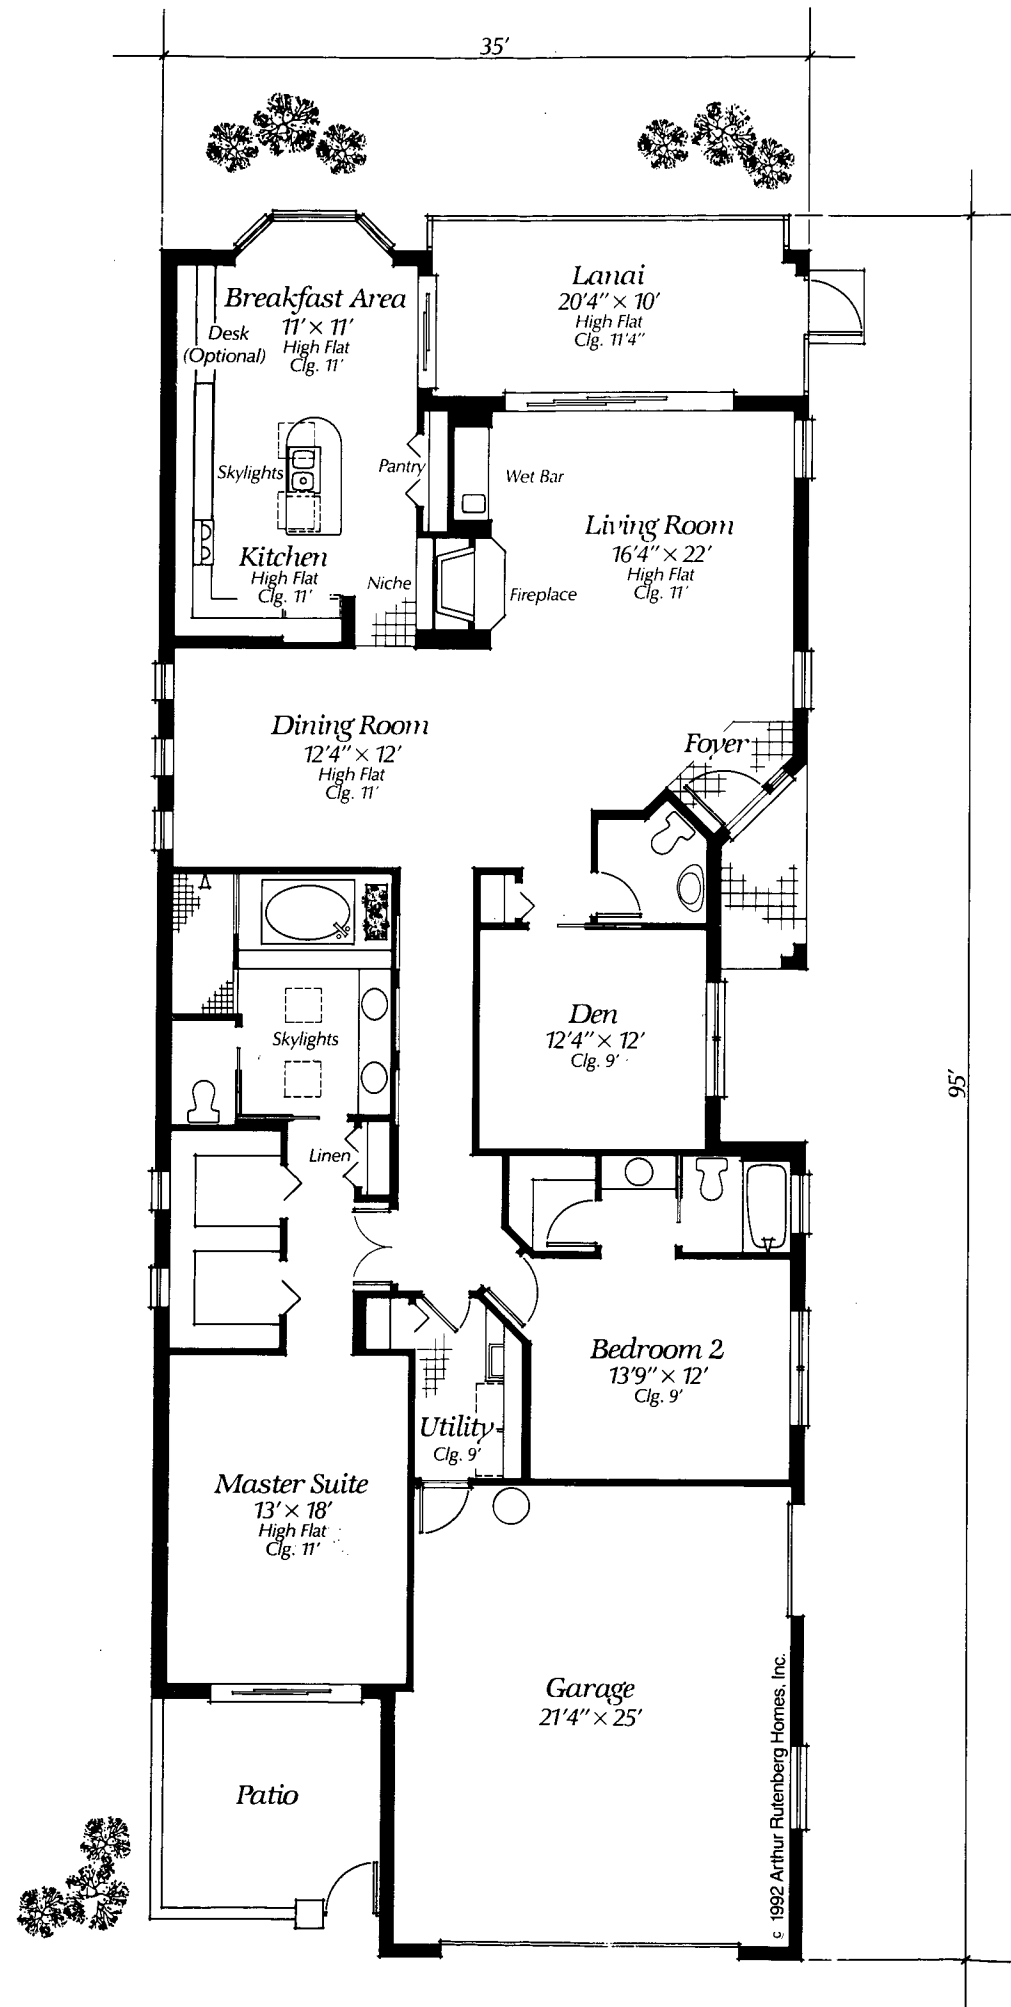 35'
Lanai
20'4" × 10'
High Flat
Clg. 11'4"
Breakfast Area
11' × 11'
High Flat
Clg. 11'
Desk
(Optional)
Skylights
Pantry
Wet Bar
Living Room
16'4" × 22'
High Flat
Clg. 11'
Kitchen
High Flat
Clg. 11'
Niche
Fireplace
Dining Room
12'4" × 12'
High Flat
Clg. 11'
Foyer
Den
12'4" × 12'
Clg. 9'
Skylights
95'
Linen
Bedroom 2
13'9" × 12'
Clg. 9'
Utility
Clg. 9'
Master Suite
13' × 18'
High Flat
Clg. 11'
Garage
21'4" × 25'
Patio
c 1992 Arthur Rutenberg Homes, Inc.